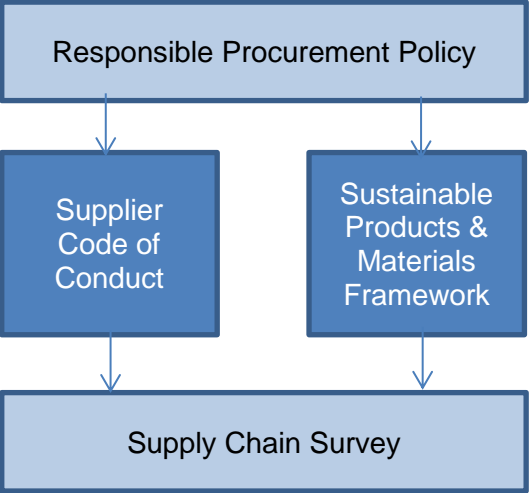 Responsible Procurement Policy
Supplier
Code of
Conduct
Sustainable
Products &
Materials
Framework
Supply Chain Survey